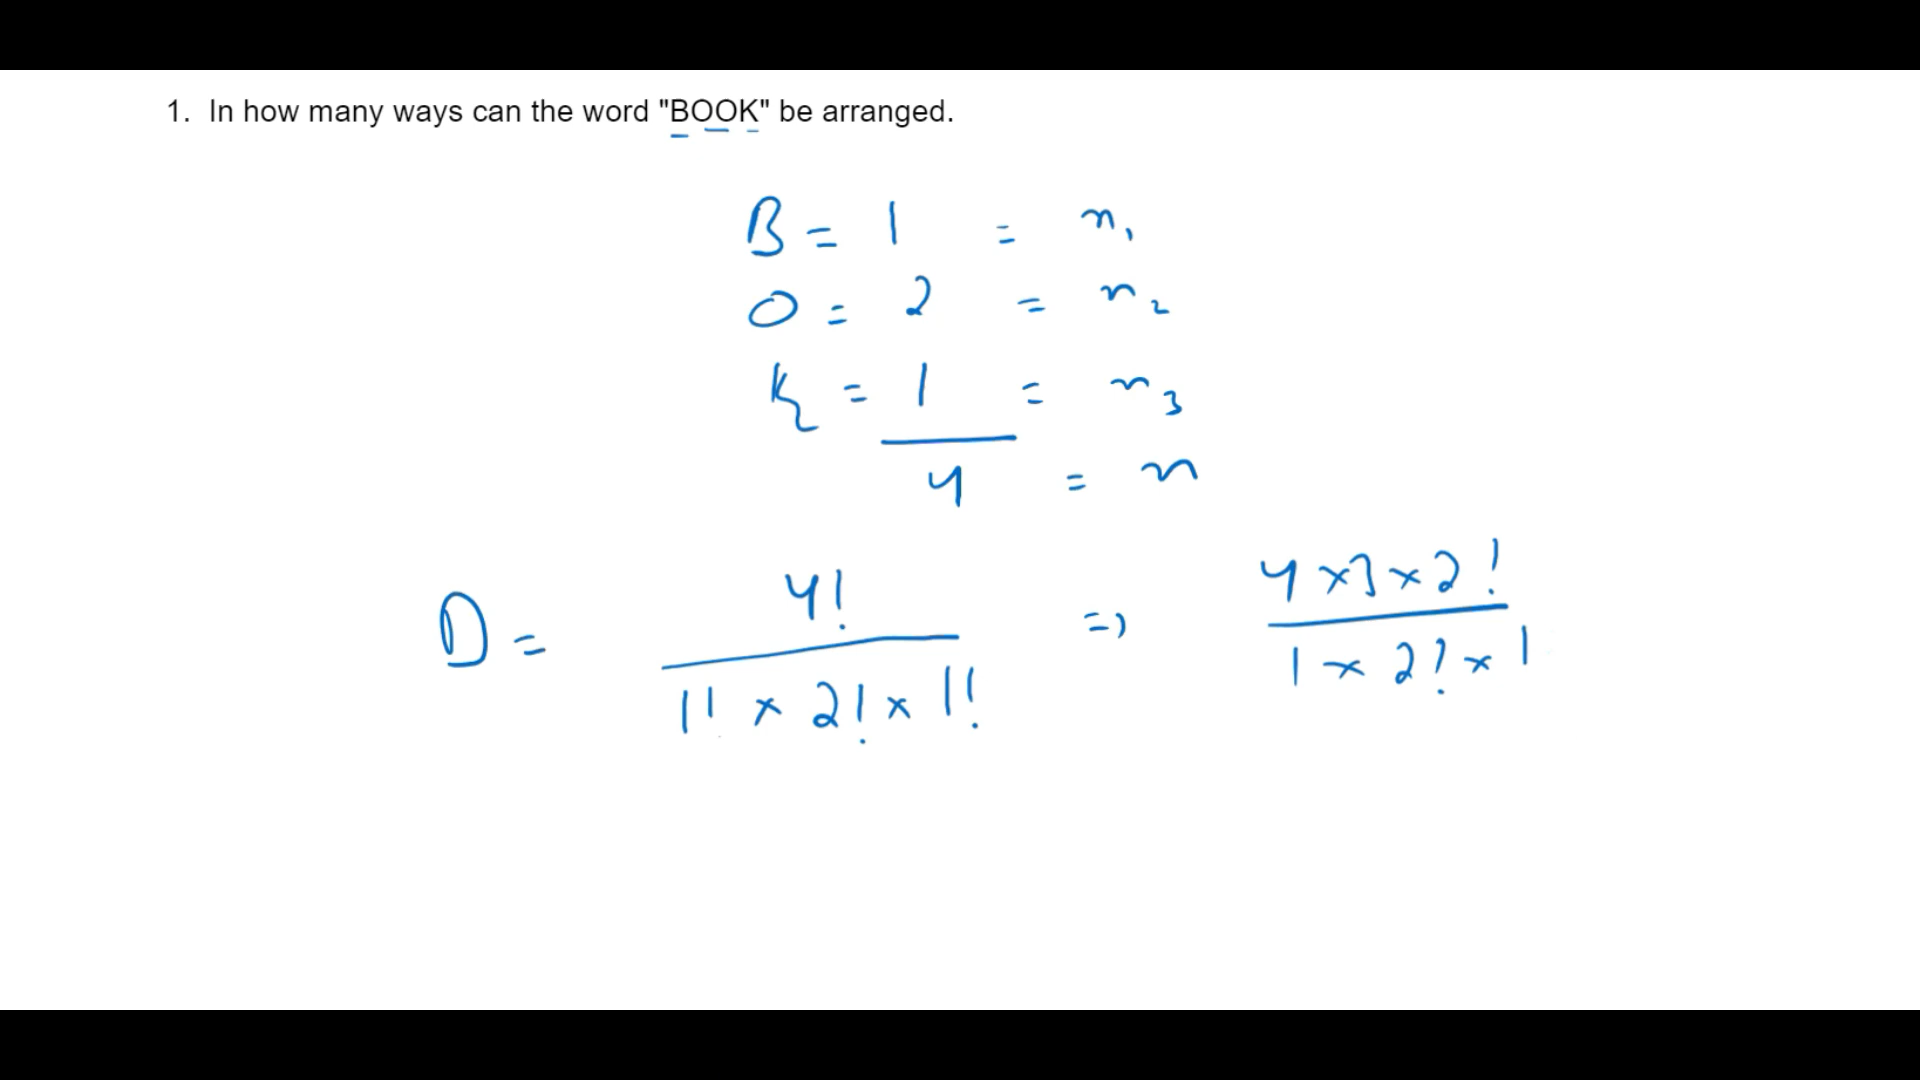 1. In how many ways can the word "BOOK" be arranged.
B = 1 = n₁
O = 2 = n₂
K = 1 = n₃
4 = n
D = 4! / 1! × 2! × 1! => 4 × 3 × 2! / 1 × 2! × 1